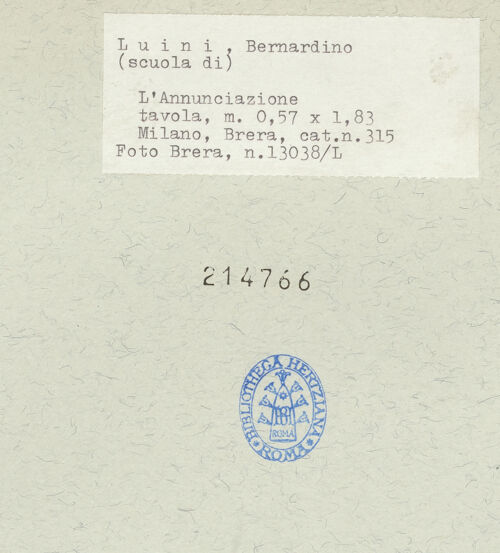 L u i n i , Bernardino
(scuola di)
L'Annunciazione
tavola, m. 0,57 x 1,83
Milano, Brera, cat.n.315
Foto Brera, n.13038/L
214766
BIBLIOTHECA HERTZIANA
ROMA
ROMA